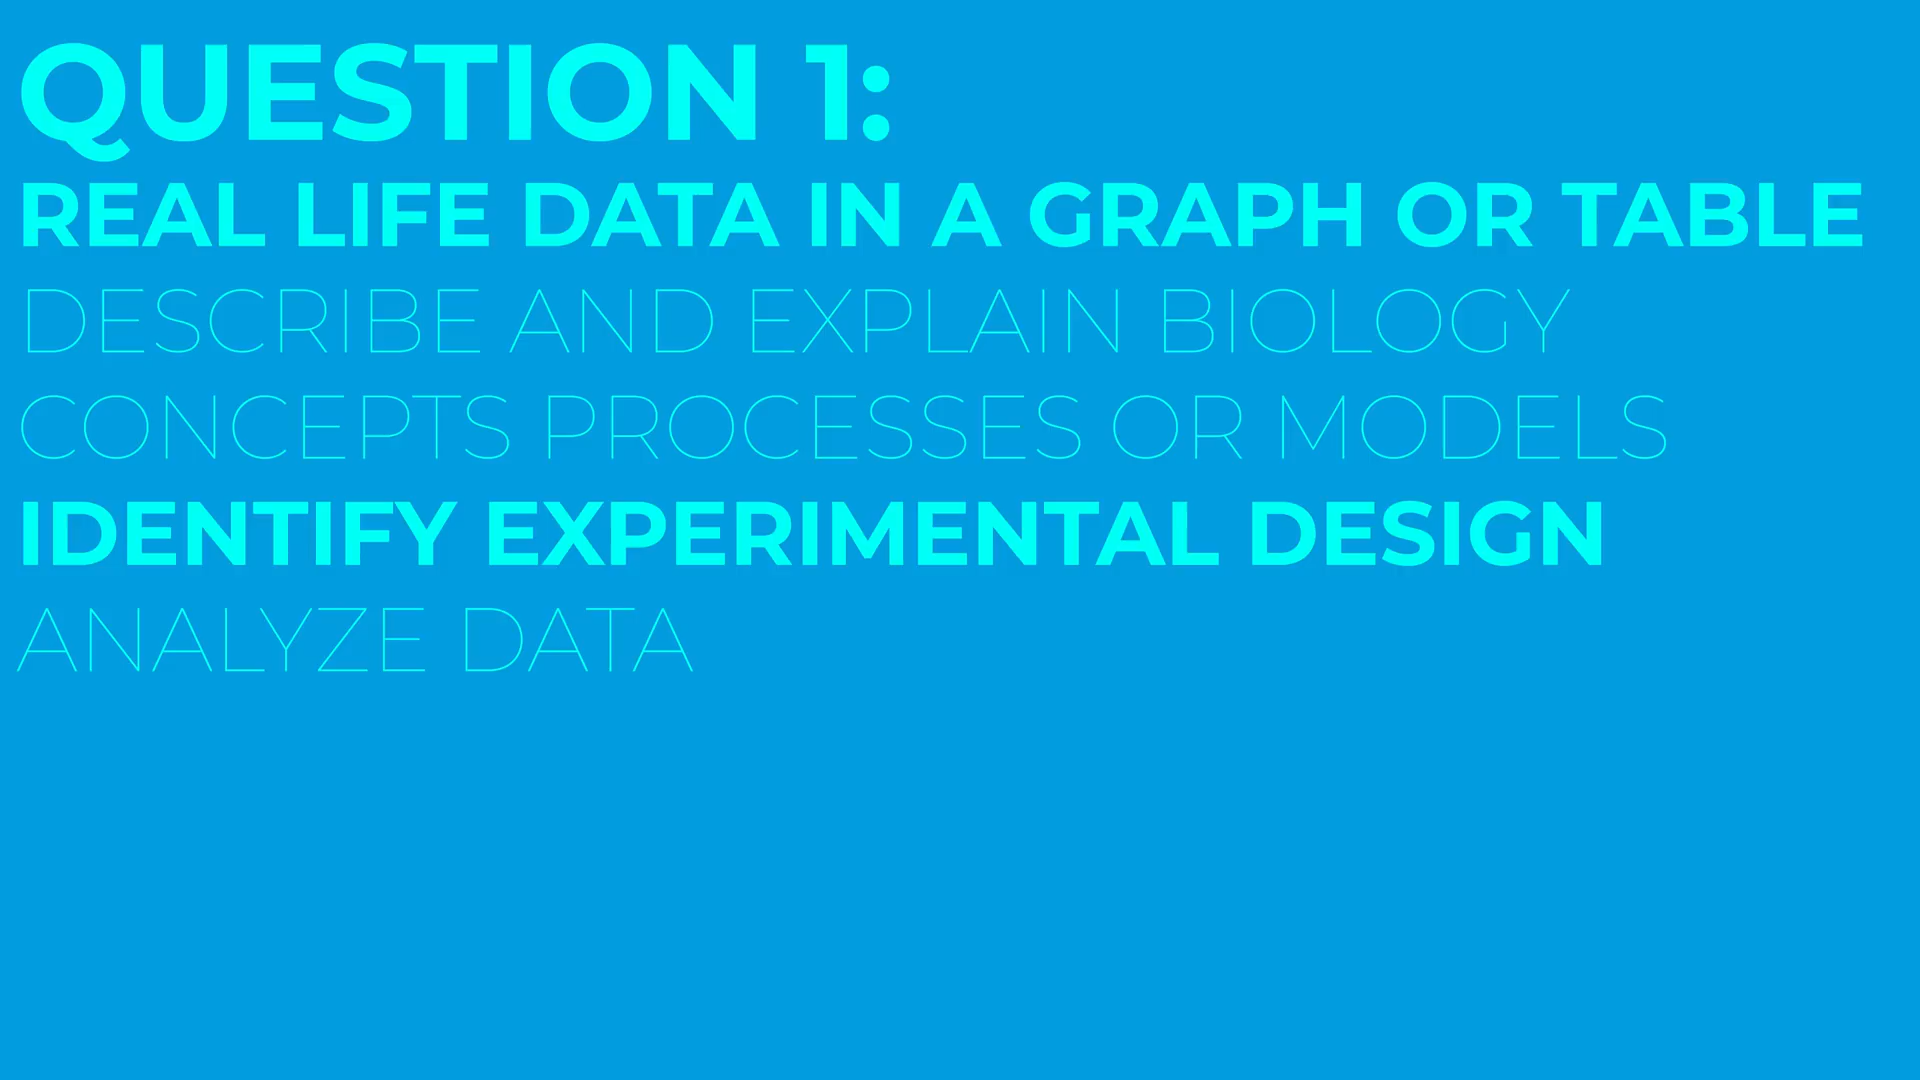 QUESTION 1:
REAL LIFE DATA IN A GRAPH OR TABLE
DESCRIBE AND EXPLAIN BIOLOGY
CONCEPTS PROCESSES OR MODELS
IDENTIFY EXPERIMENTAL DESIGN
ANALYZE DATA